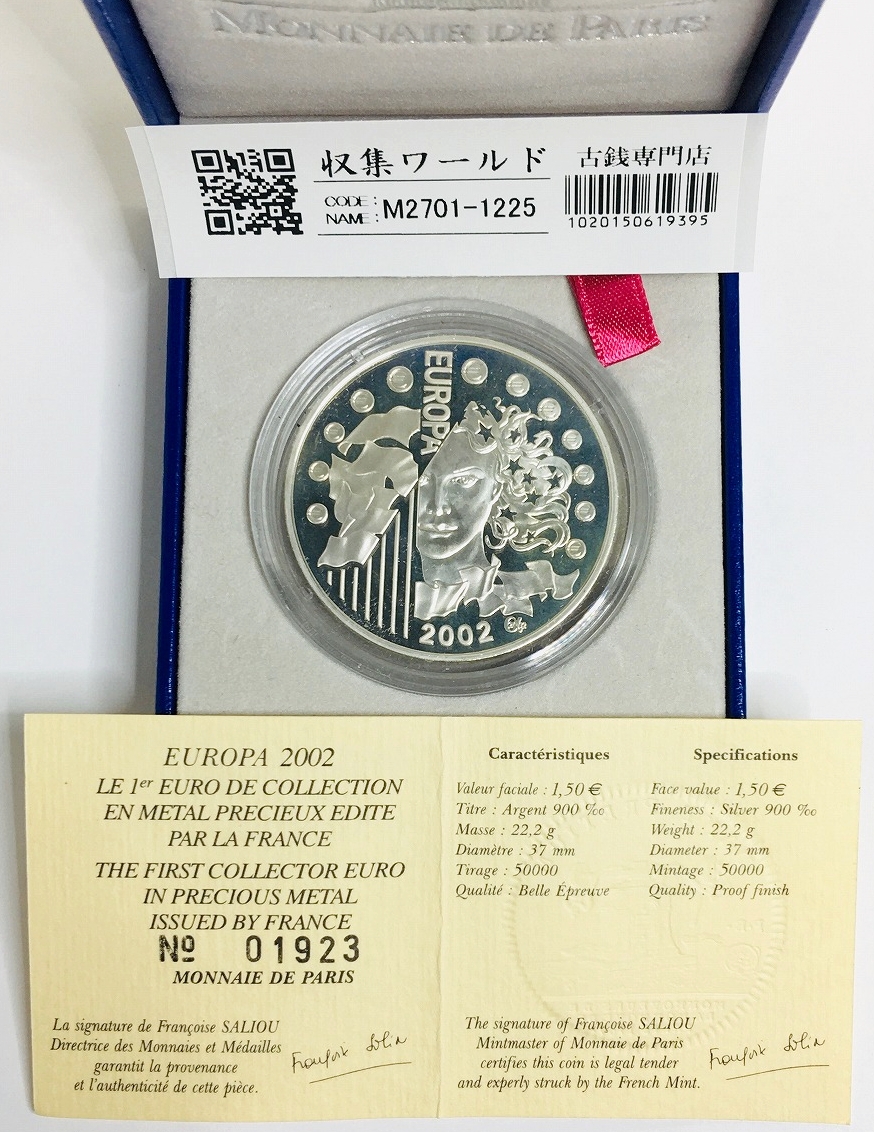 MONNAIE DE PARIS
収集ワールド
CODE :
NAME :
M2701-1225
古銭専門店
1020150619395
EUROPA
2002
EUROPA 2002
LE 1er EURO DE COLLECTION
EN METAL PRECIEUX EDITE
PAR LA FRANCE
THE FIRST COLLECTOR EURO
IN PRECIOUS METAL
ISSUED BY FRANCE
Nº 01923
MONNAIE DE PARIS
La signature de Françoise SALIOU
Directrice des Monnaies et Médailles
garantit la provenance
et l'authenticité de cette pièce.
Caractéristiques
Valeur faciale : 1,50 €
Titre : Argent 900 ‰
Masse : 22,2 g
Diamètre : 37 mm
Tirage : 50000
Qualité : Belle Épreuve
Specifications
Face value : 1,50 €
Fineness : Silver 900 ‰
Weight : 22,2 g
Diameter : 37 mm
Mintage : 50000
Quality : Proof finish
The signature of Françoise SALIOU
Mintmaster of Monnaie de Paris
certifies this coin is legal tender
and experly struck by the French Mint.